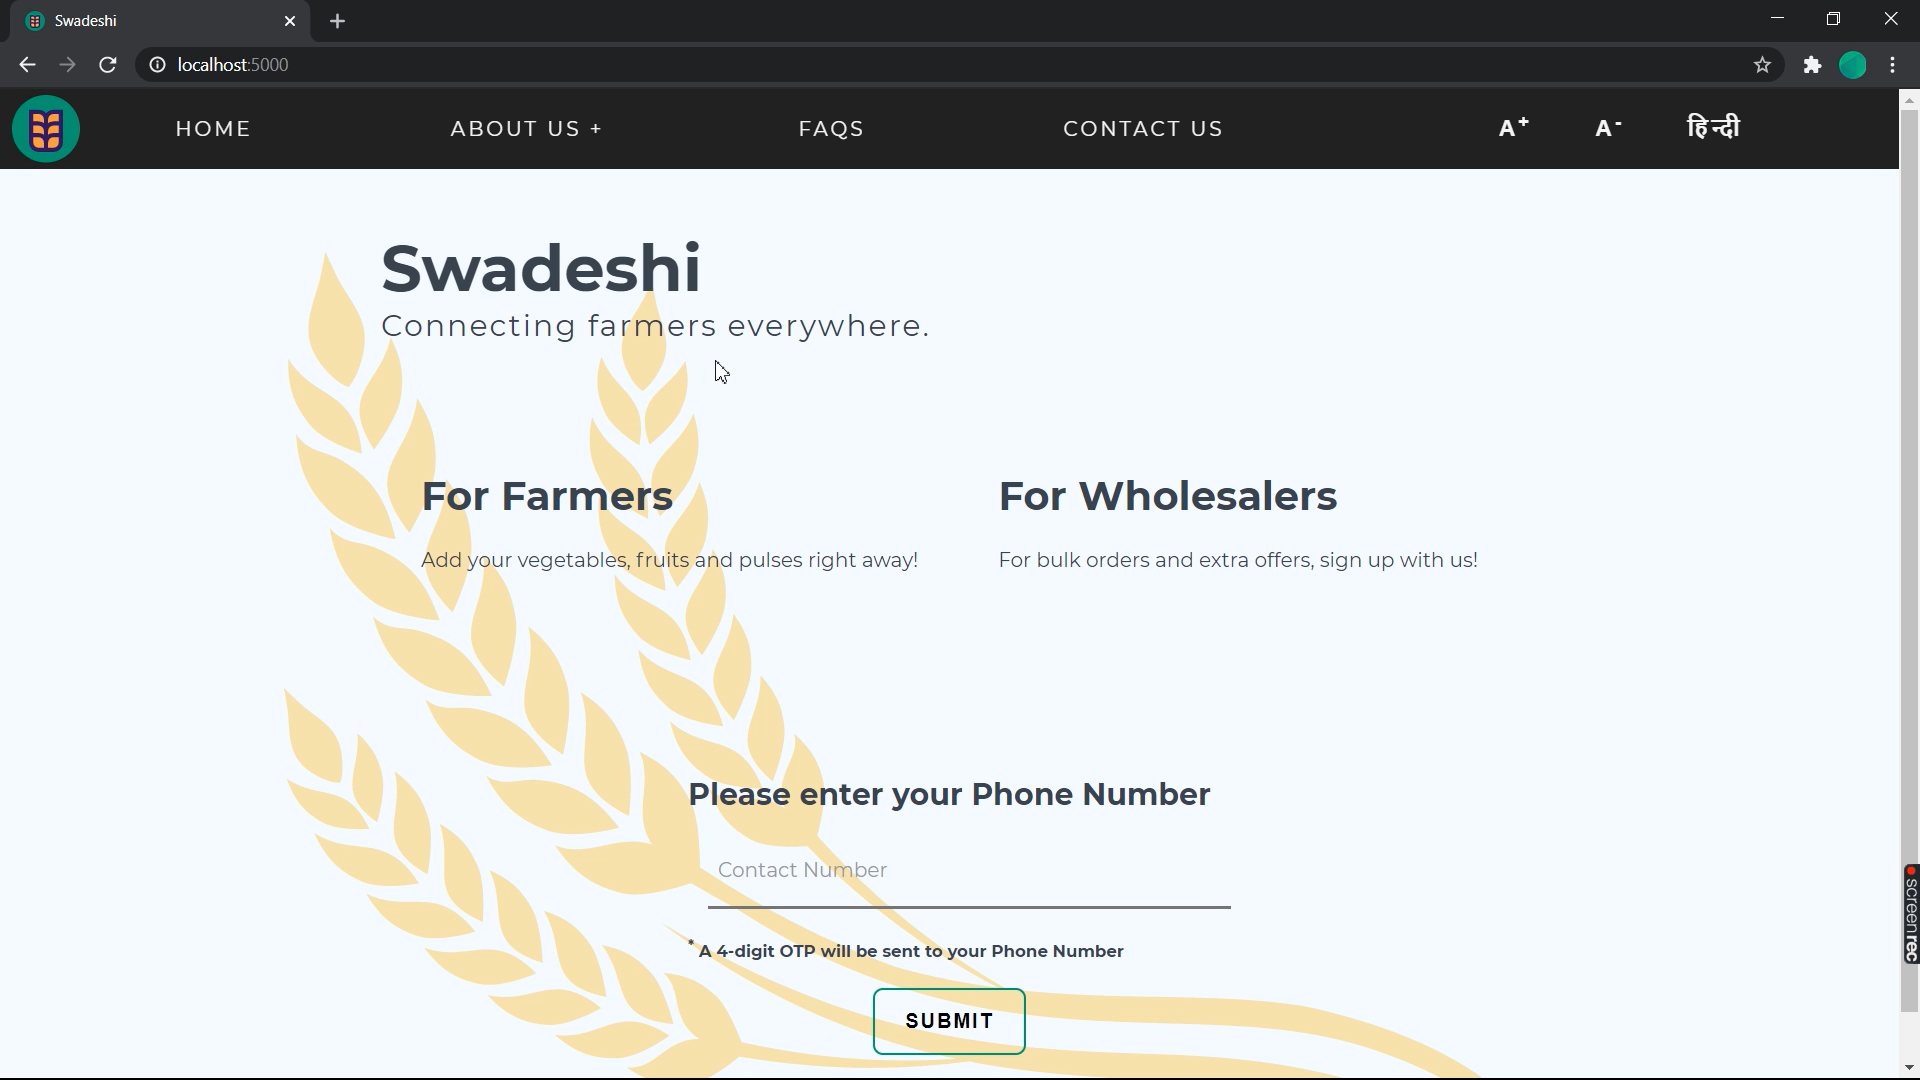 Swadeshi
localhost:5000
HOME
ABOUT US +
FAQS
CONTACT US
A+
A-
हिन्दी
Swadeshi
Connecting farmers everywhere.
For Farmers
For Wholesalers
Add your vegetables, fruits and pulses right away!
For bulk orders and extra offers, sign up with us!
Please enter your Phone Number
Contact Number
* A 4-digit OTP will be sent to your Phone Number
SUBMIT
screenrec